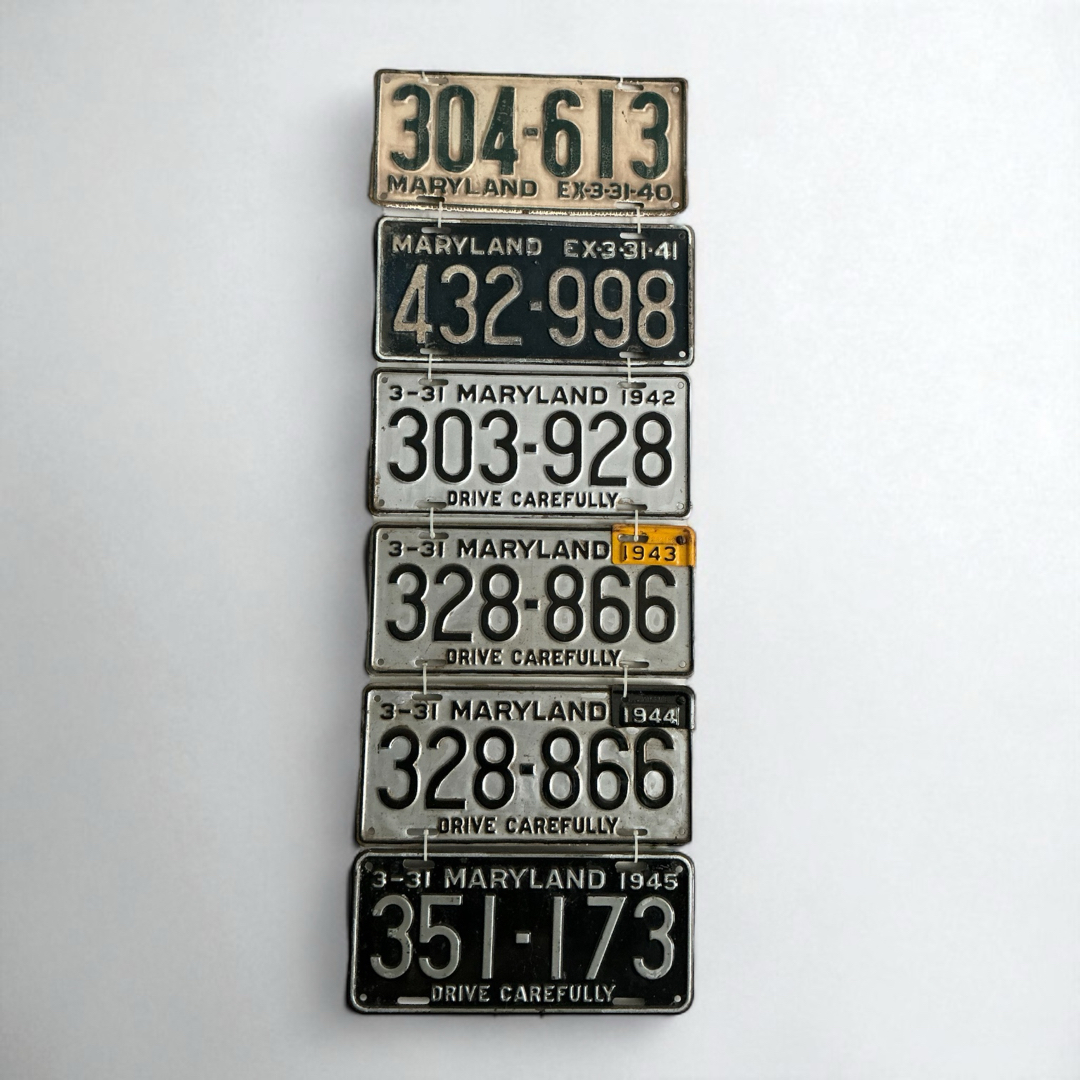 304-613
MARYLAND EX-3-31-40
MARYLAND EX-3-31-41
432-998
3-31 MARYLAND 1942
303-928
DRIVE CAREFULLY
3-31 MARYLAND 1943
328-866
DRIVE CAREFULLY
3-31 MARYLAND 1944
328-866
DRIVE CAREFULLY
3-31 MARYLAND 1945
351-173
DRIVE CAREFULLY